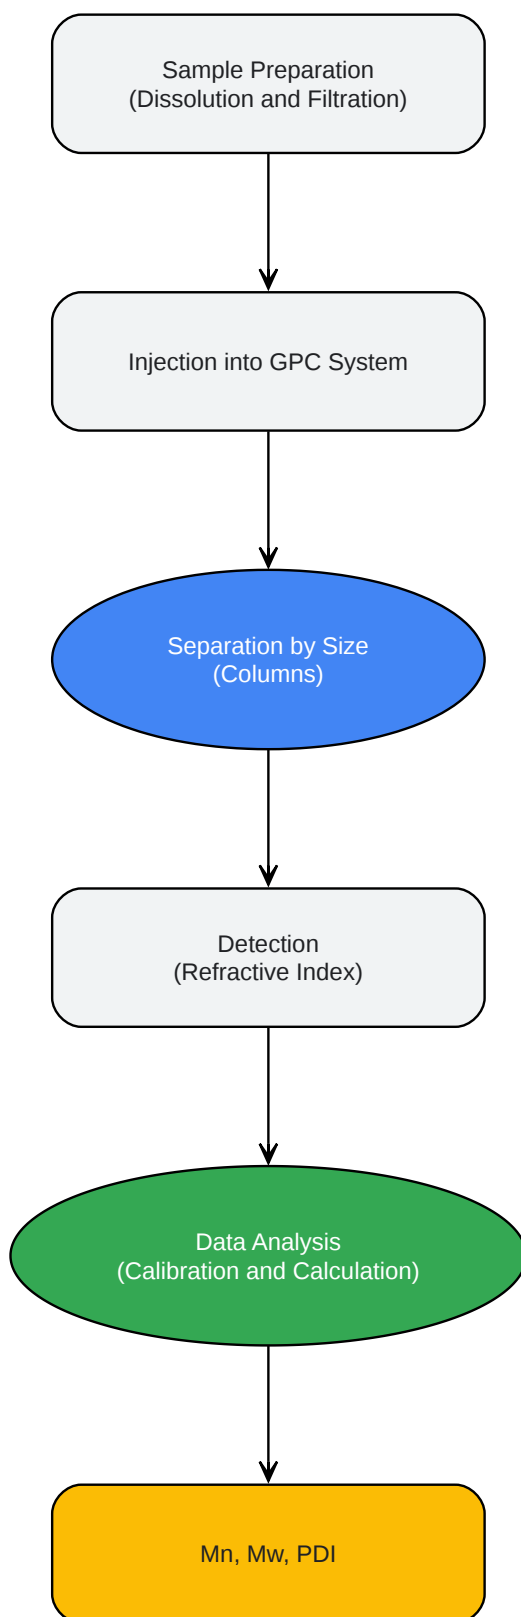 Sample Preparation
(Dissolution and Filtration)
Injection into GPC System
Separation by Size
(Columns)
Detection
(Refractive Index)
Data Analysis
(Calibration and Calculation)
Mn, Mw, PDI